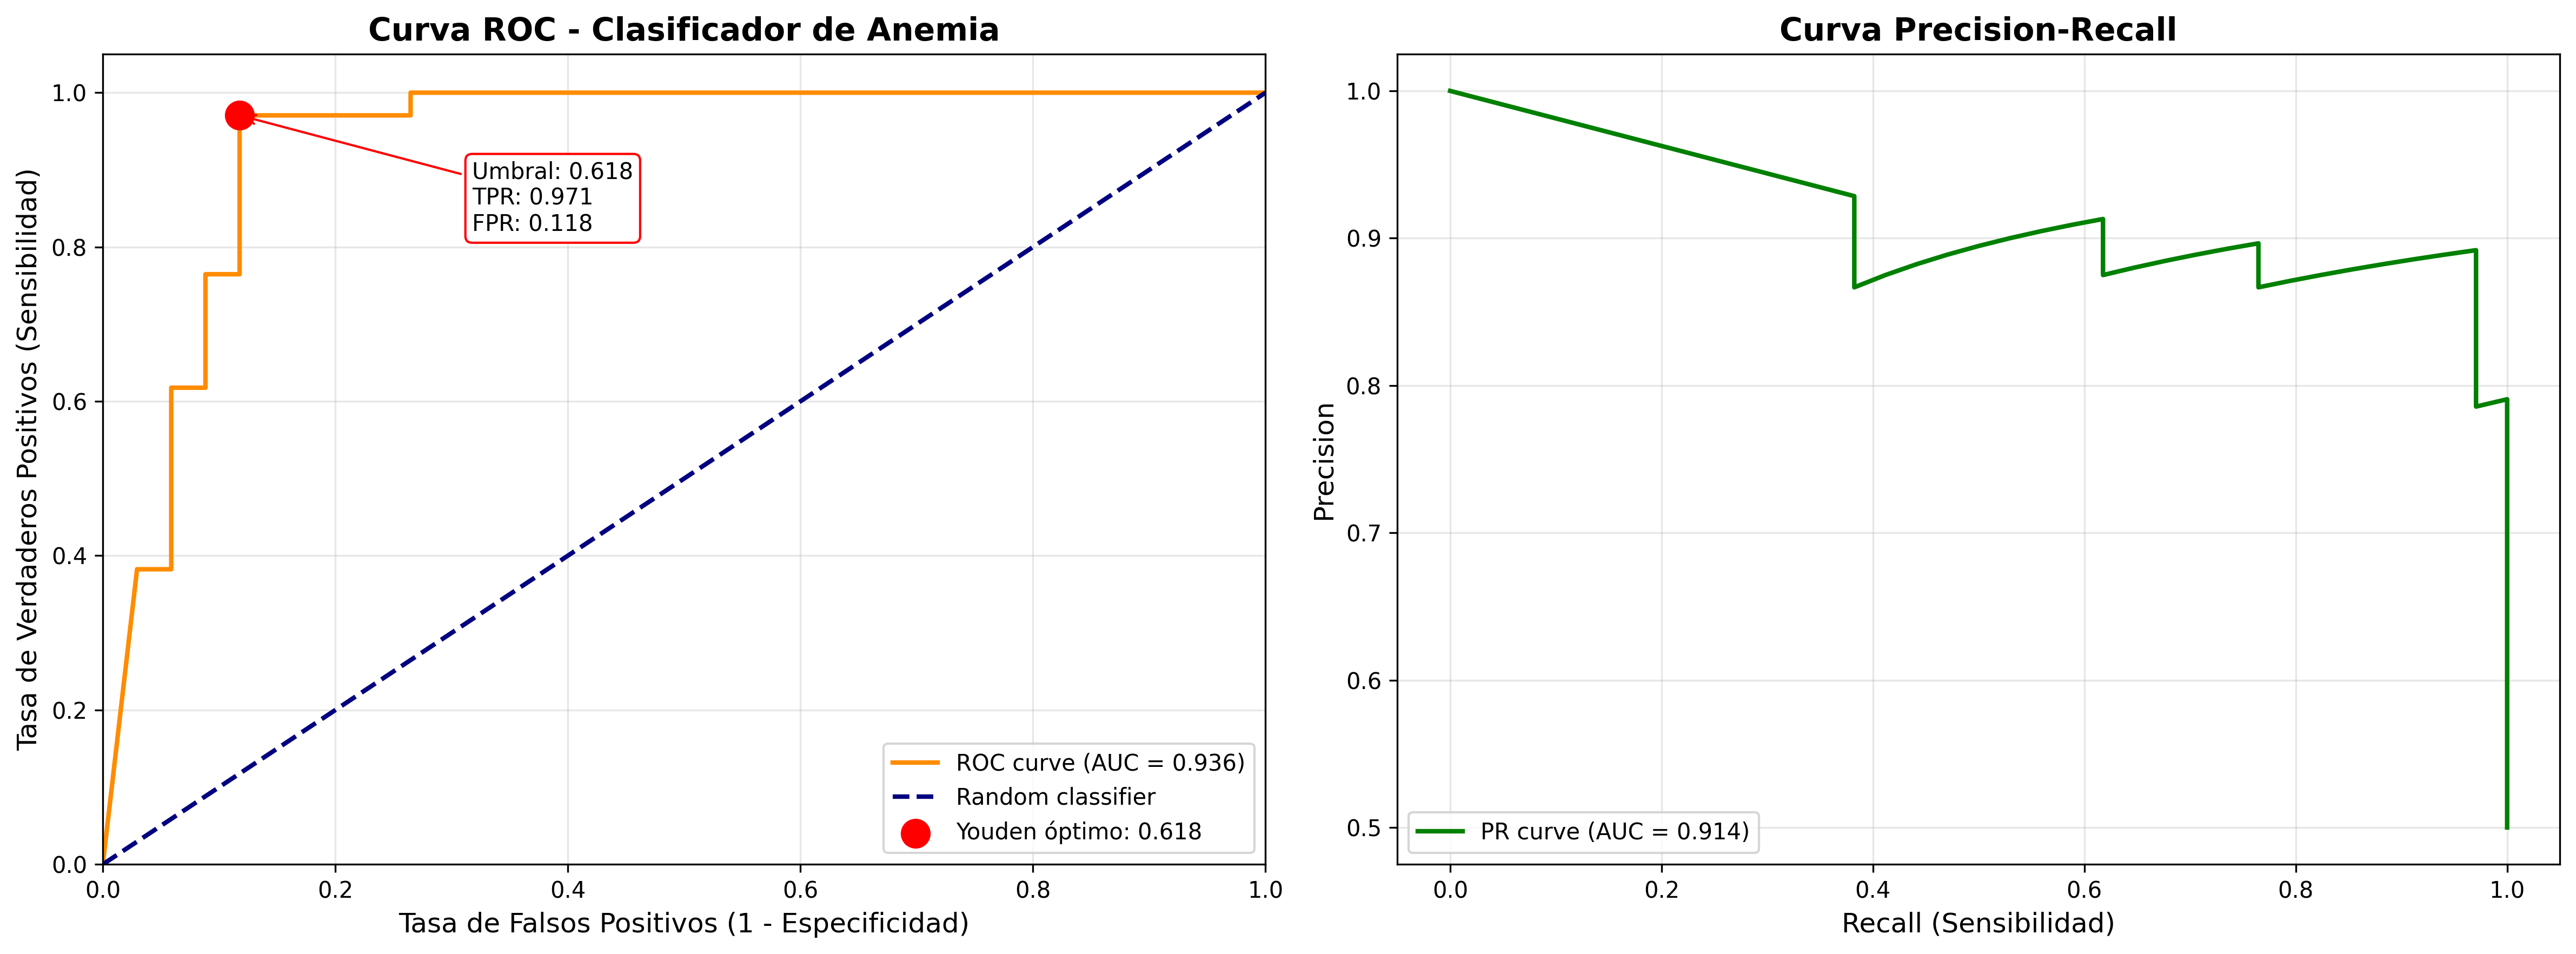 Curva ROC - Clasificador de Anemia
Tasa de Verdaderos Positivos (Sensibilidad)
1.0
0.8
0.6
0.4
0.2
0.0
Umbral: 0.618
TPR: 0.971
FPR: 0.118
ROC curve (AUC = 0.936)
Random classifier
Youden óptimo: 0.618
0.0 0.2 0.4 0.6 0.8 1.0
Tasa de Falsos Positivos (1 - Especificidad)
Curva Precision-Recall
Precision
1.0
0.9
0.8
0.7
0.6
0.5
PR curve (AUC = 0.914)
0.0 0.2 0.4 0.6 0.8 1.0
Recall (Sensibilidad)